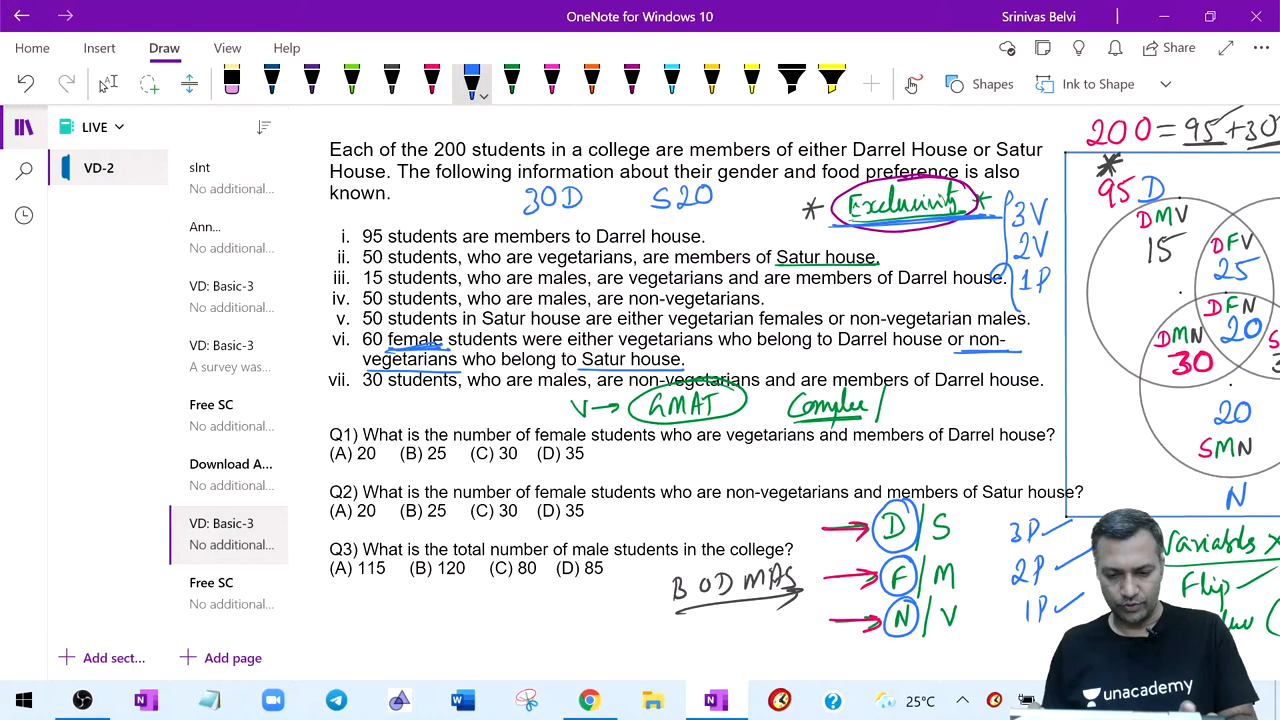 OneNote for Windows 10
Srinivas Belvi
Home Insert Draw View Help
Share
Shapes
Ink to Shape
LIVE
VD-2
sInt
No additional...
Ann...
No additional...
VD: Basic-3
No additional...
VD: Basic-3
A survey was...
Free SC
No additional...
Download A...
No additional...
VD: Basic-3
No additional...
Free SC
No additional...
Add sect...
Add page
Each of the 200 students in a college are members of either Darrel House or Satur
House. The following information about their gender and food preference is also
known.
30D S20
* Exclusivity *
3V
2V
1P
i. 95 students are members to Darrel house.
ii. 50 students, who are vegetarians, are members of Satur house.
iii. 15 students, who are males, are vegetarians and are members of Darrel house.
iv. 50 students, who are males, are non-vegetarians.
v. 50 students in Satur house are either vegetarian females or non-vegetarian males.
vi. 60 female students were either vegetarians who belong to Darrel house or non-
vegetarians who belong to Satur house.
vii. 30 students, who are males, are non-vegetarians and are members of Darrel house.
V → GMAT
Q1) What is the number of female students who are vegetarians and members of Darrel house?
(A) 20 (B) 25 (C) 30 (D) 35
Q2) What is the number of female students who are non-vegetarians and members of Satur house?
(A) 20 (B) 25 (C) 30 (D) 35
Q3) What is the total number of male students in the college?
(A) 115 (B) 120 (C) 80 (D) 85
BODMAS
D / S
F / M
N / V
3P
2P
1P
200 = 95 + 30
*
95 D
DMV
15
DFV
25
DFN
20
DMN
30
20
SMN
N
Variables
Flip
unacademy
25°C